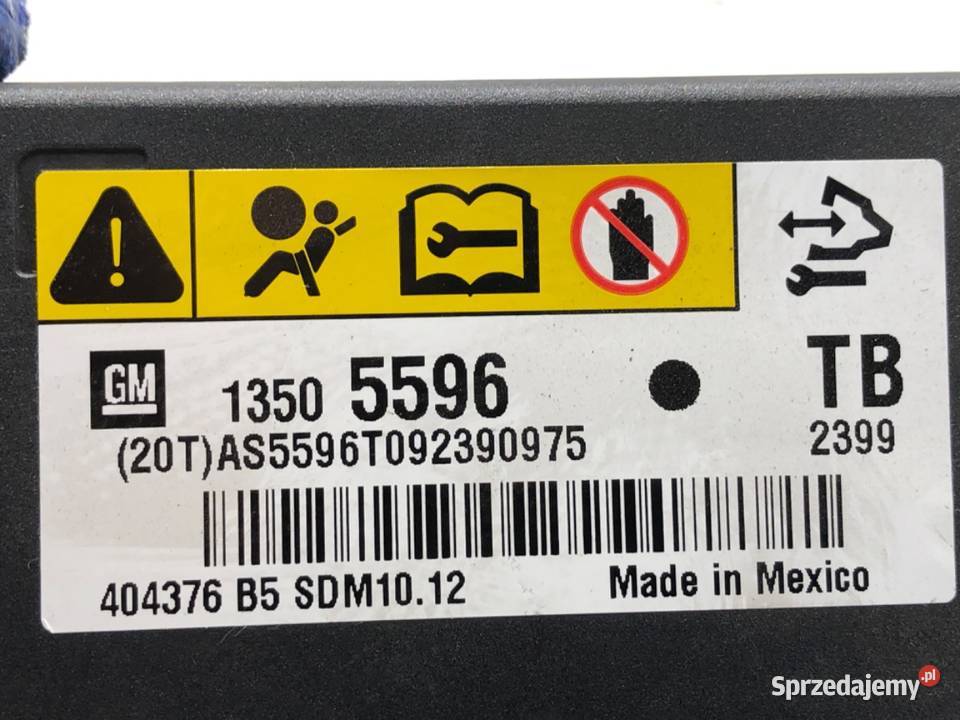 GM 1350 5596 TB
(20T)AS5596T092390975 2399
404376 B5 SDM10.12 Made in Mexico
Sprzedajemy.pl